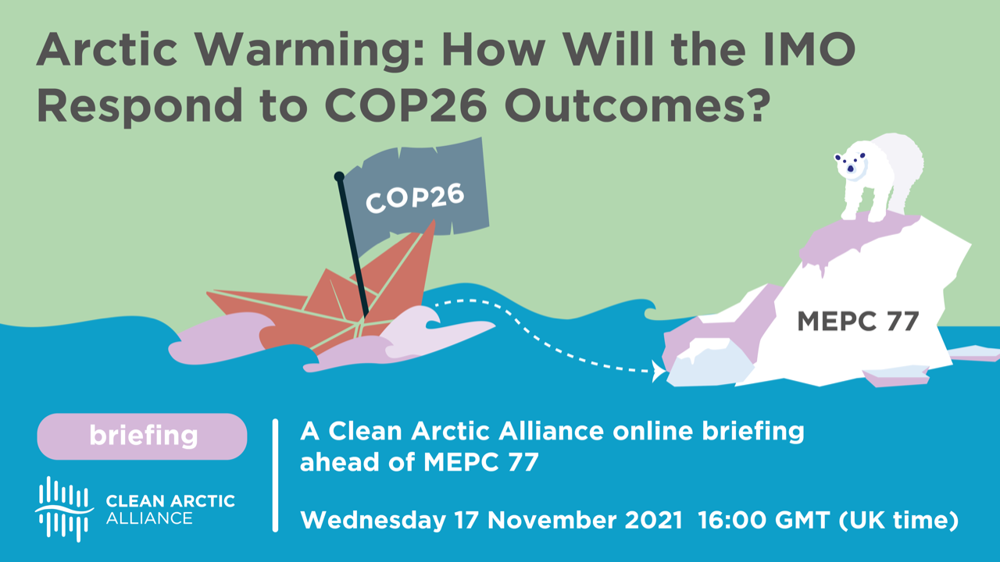 Arctic Warming: How Will the IMO
Respond to COP26 Outcomes?
COP26
MEPC 77
briefing
A Clean Arctic Alliance online briefing
ahead of MEPC 77
CLEAN ARCTIC
ALLIANCE
Wednesday 17 November 2021  16:00 GMT (UK time)